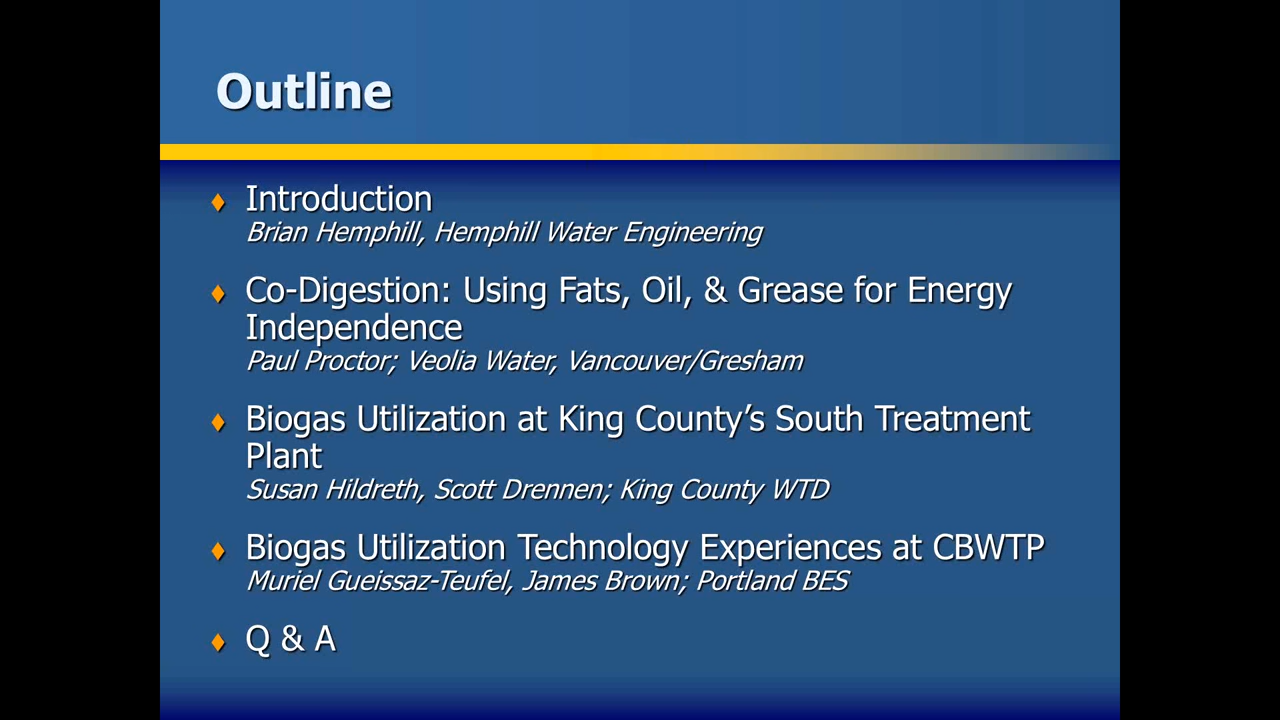 Outline
Introduction
Brian Hemphill, Hemphill Water Engineering
Co-Digestion: Using Fats, Oil, & Grease for Energy
Independence
Paul Proctor; Veolia Water, Vancouver/Gresham
Biogas Utilization at King County’s South Treatment
Plant
Susan Hildreth, Scott Drennen; King County WTD
Biogas Utilization Technology Experiences at CBWTP
Muriel Gueissaz-Teufel, James Brown; Portland BES
Q & A